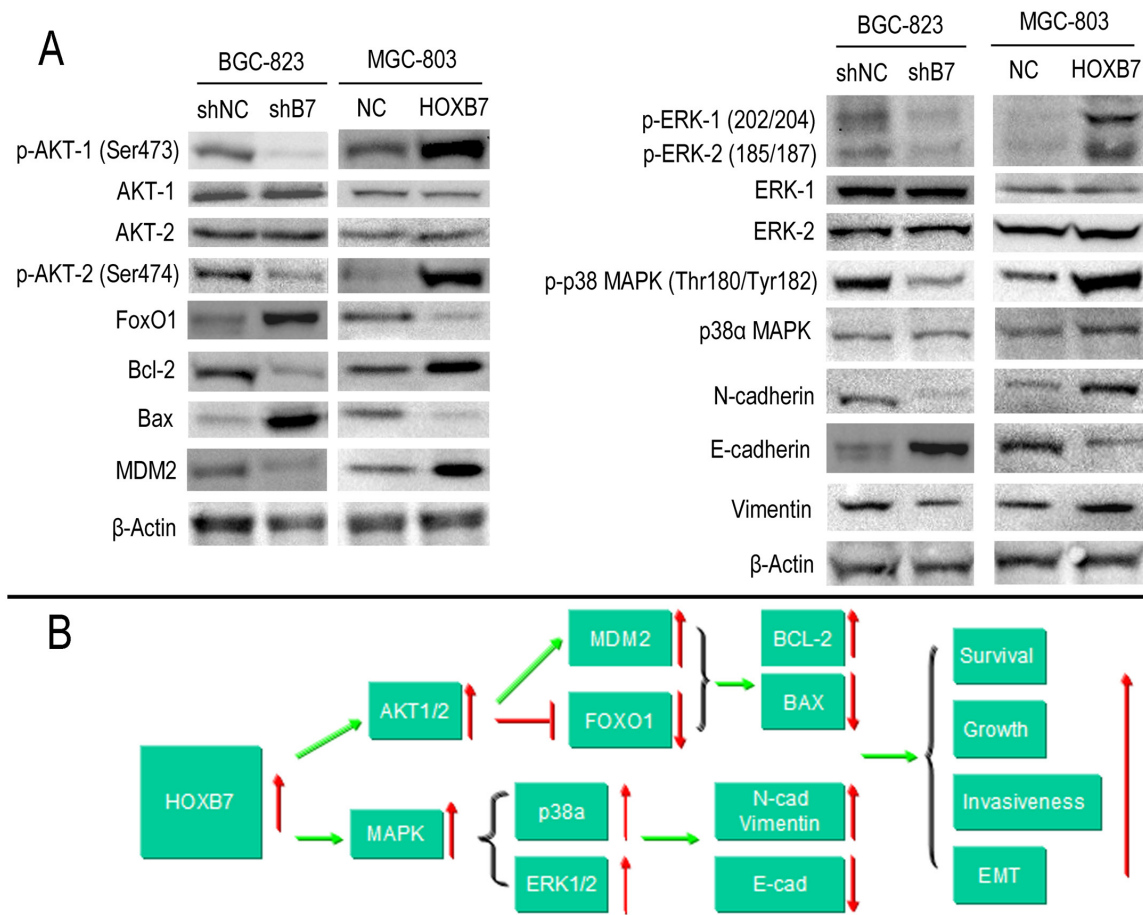 A
BGC-823 MGC-803
shNC shB7 NC HOXB7
p-AKT-1 (Ser473)
AKT-1
AKT-2
p-AKT-2 (Ser474)
FoxO1
Bcl-2
Bax
MDM2
β-Actin
BGC-823 MGC-803
shNC shB7 NC HOXB7
p-ERK-1 (202/204)
p-ERK-2 (185/187)
ERK-1
ERK-2
p-p38 MAPK (Thr180/Tyr182)
p38α MAPK
N-cadherin
E-cadherin
Vimentin
β-Actin
B
HOXB7
AKT1/2
MAPK
MDM2
FOXO1
p38a
ERK1/2
BCL-2
BAX
N-cad
Vimentin
E-cad
Survival
Growth
Invasiveness
EMT